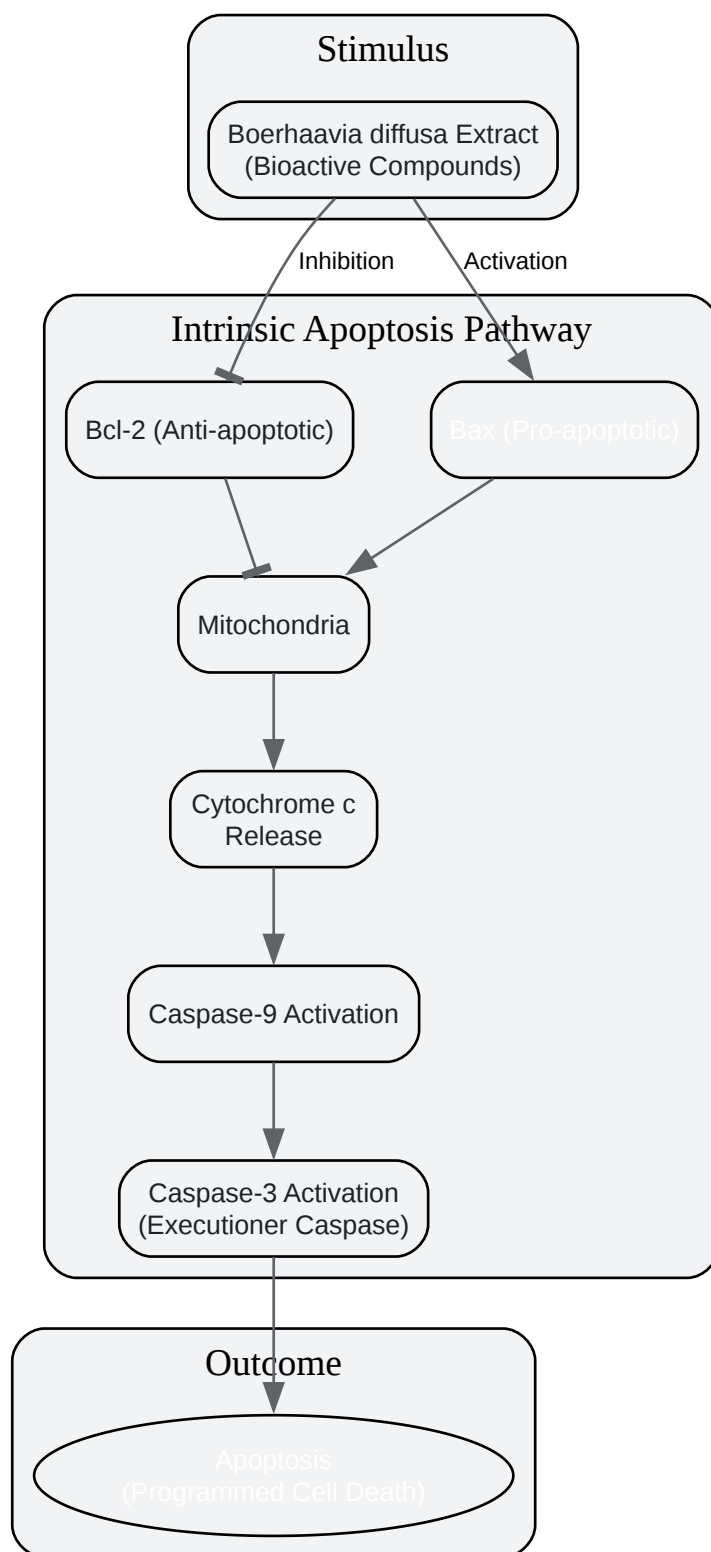 Stimulus
Boerhaavia diffusa Extract
(Bioactive Compounds)
Inhibition
Activation
Intrinsic Apoptosis Pathway
Bcl-2 (Anti-apoptotic)
Bax (Pro-apoptotic)
Mitochondria
Cytochrome c
Release
Caspase-9 Activation
Caspase-3 Activation
(Executioner Caspase)
Outcome
Apoptosis
(Programmed Cell Death)